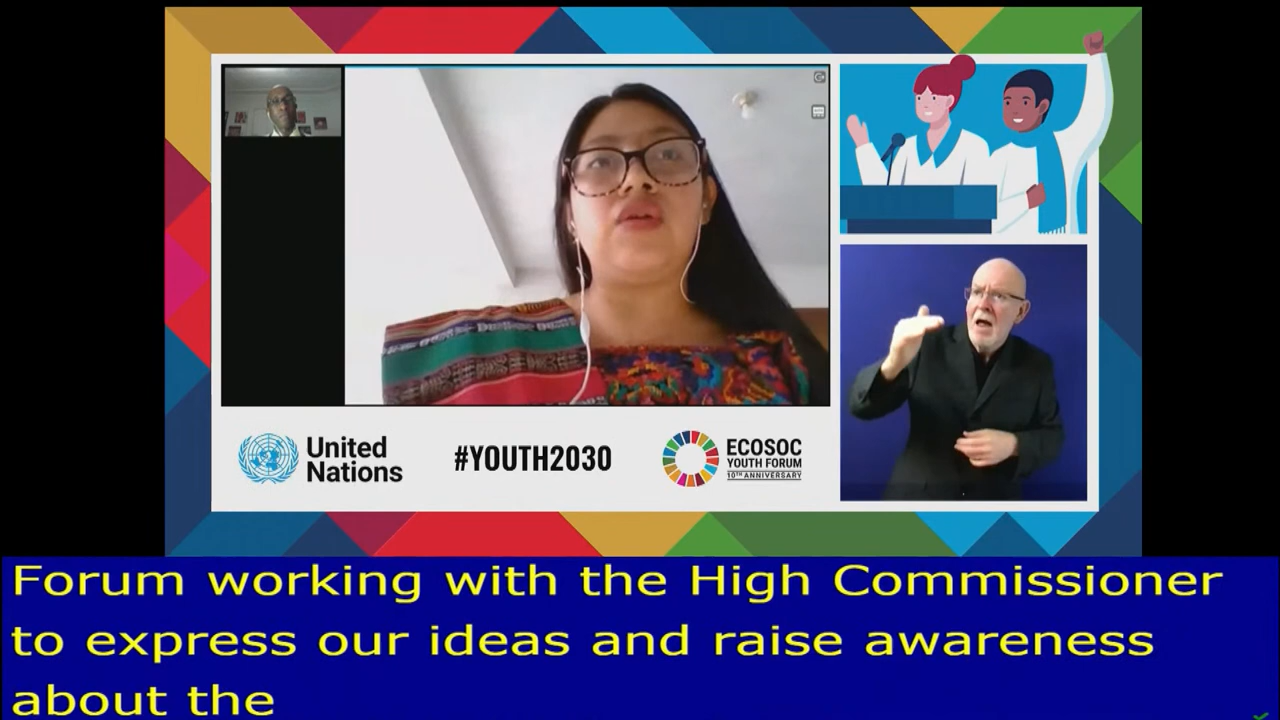 United
Nations
#YOUTH2030
ECOSOC
YOUTH FORUM
10TH ANNIVERSARY
Forum working with the High Commissioner
to express our ideas and raise awareness
about the